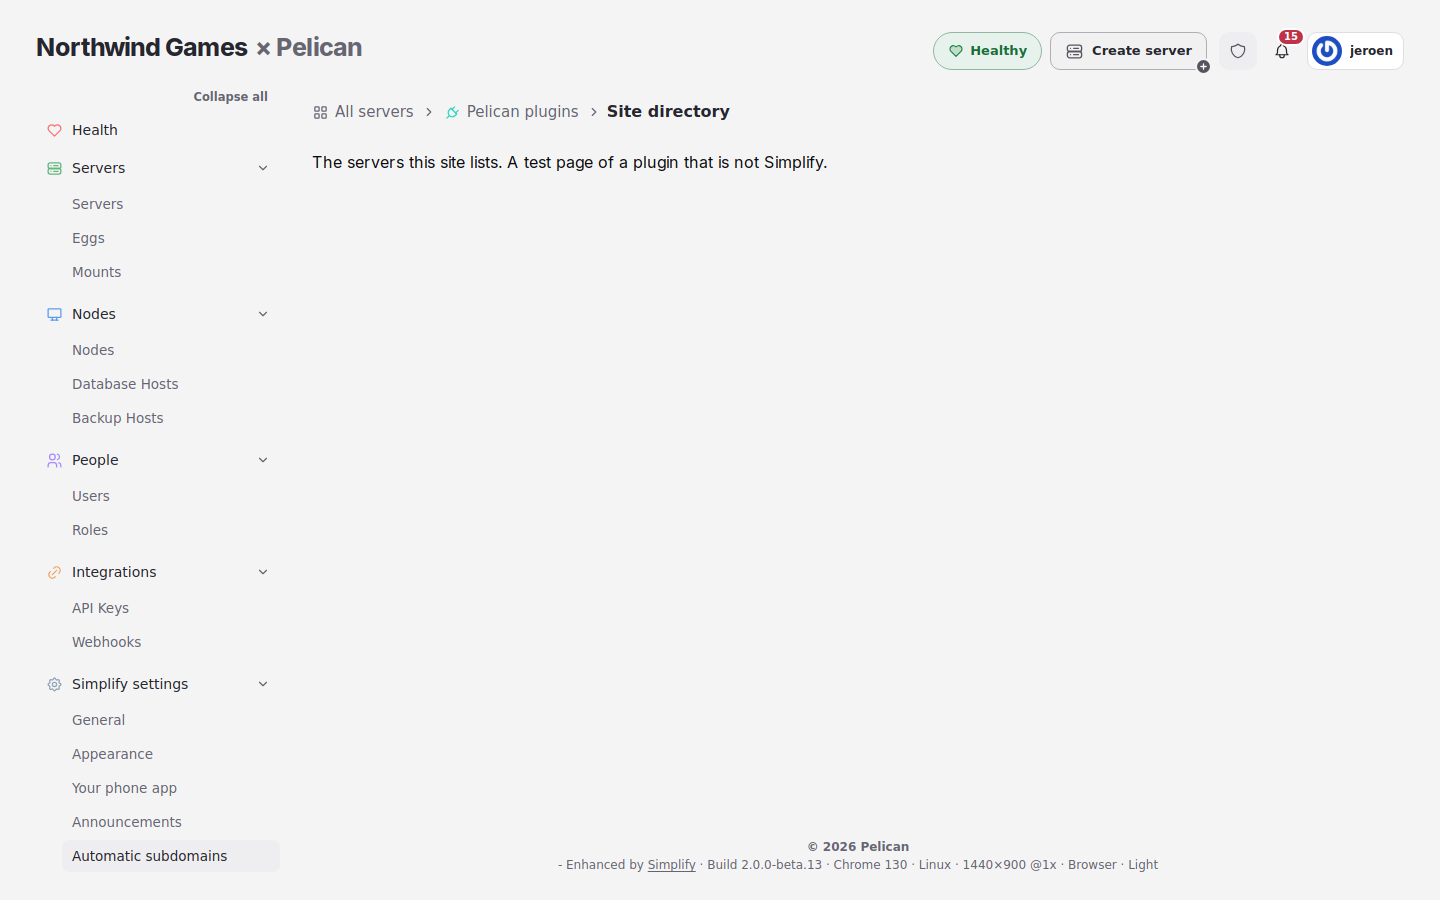 Northwind Games × Pelican
Healthy
Create server
15
jeroen
Collapse all
Health
Servers
Servers
Eggs
Mounts
Nodes
Nodes
Database Hosts
Backup Hosts
People
Users
Roles
Integrations
API Keys
Webhooks
Simplify settings
General
Appearance
Your phone app
Announcements
Automatic subdomains
All servers > Pelican plugins > Site directory
The servers this site lists. A test page of a plugin that is not Simplify.
© 2026 Pelican
- Enhanced by Simplify · Build 2.0.0-beta.13 · Chrome 130 · Linux · 1440×900 @1x · Browser · Light